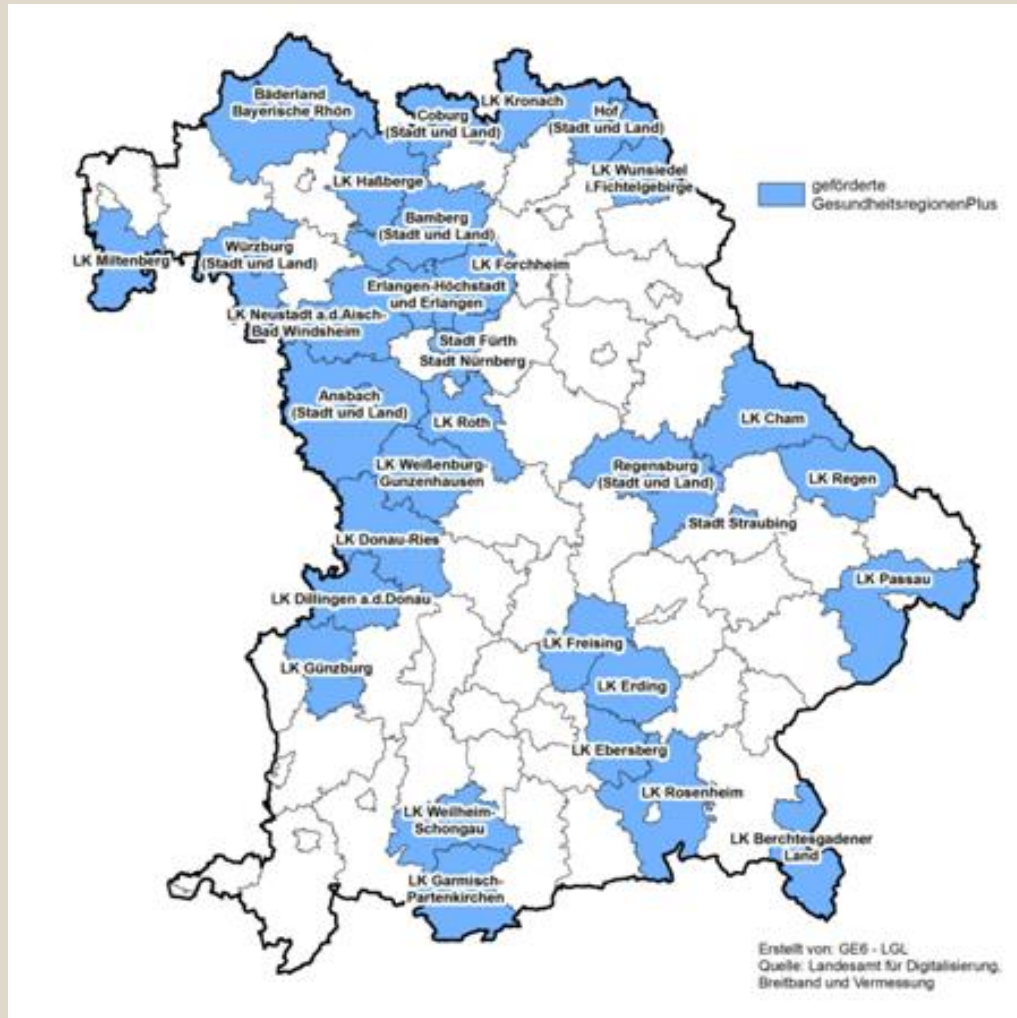 Bäderland
Bayerische Rhön
LK Kronach
Coburg
(Stadt und Land)
Hof
(Stadt und Land)
LK Haßberge
LK Wunsiedel
i.Fichtelgebirge
geförderte
GesundheitsregionenPlus
Bamberg
(Stadt und Land)
LK Miltenberg
Würzburg
(Stadt und Land)
LK Forchheim
Erlangen-Höchstadt
und Erlangen
LK Neustadt a.d.Aisch-
Bad Windsheim
Stadt Fürth
Stadt Nürnberg
Ansbach
(Stadt und Land)
LK Roth
LK Cham
LK Weißenburg-
Gunzenhausen
Regensburg
(Stadt und Land)
LK Regen
Stadt Straubing
LK Donau-Ries
LK Passau
LK Dillingen a.d.Donau
LK Freising
LK Günzburg
LK Erding
LK Ebersberg
LK Rosenheim
LK Weilheim-
Schongau
LK Berchtesgadener
Land
LK Garmisch-
Partenkirchen
Erstellt von: GE6 - LGL
Quelle: Landesamt für Digitalisierung,
Breitband und Vermessung